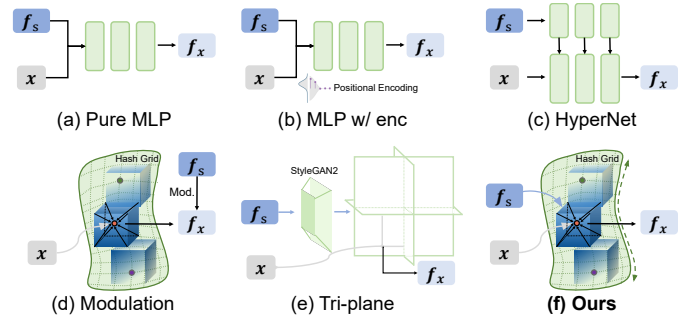 f_s
x
f_x
(a) Pure MLP
f_s
x
Positional Encoding
f_x
(b) MLP w/ enc
f_s
x
f_x
(c) HyperNet
Hash Grid
f_s
Mod.
f_x
x
(d) Modulation
StyleGAN2
f_s
x
f_x
(e) Tri-plane
Hash Grid
f_s
f_x
x
(f) Ours